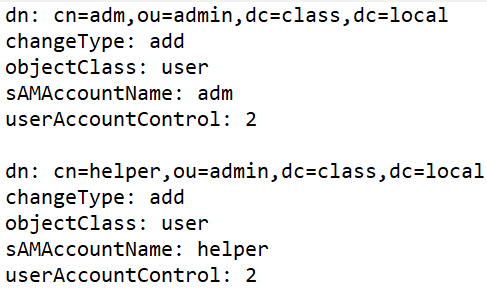 dn: cn=adm,ou=admin,dc=class,dc=local
changeType: add
objectClass: user
sAMAccountName: adm
userAccountControl: 2

dn: cn=helper,ou=admin,dc=class,dc=local
changeType: add
objectClass: user
sAMAccountName: helper
userAccountControl: 2